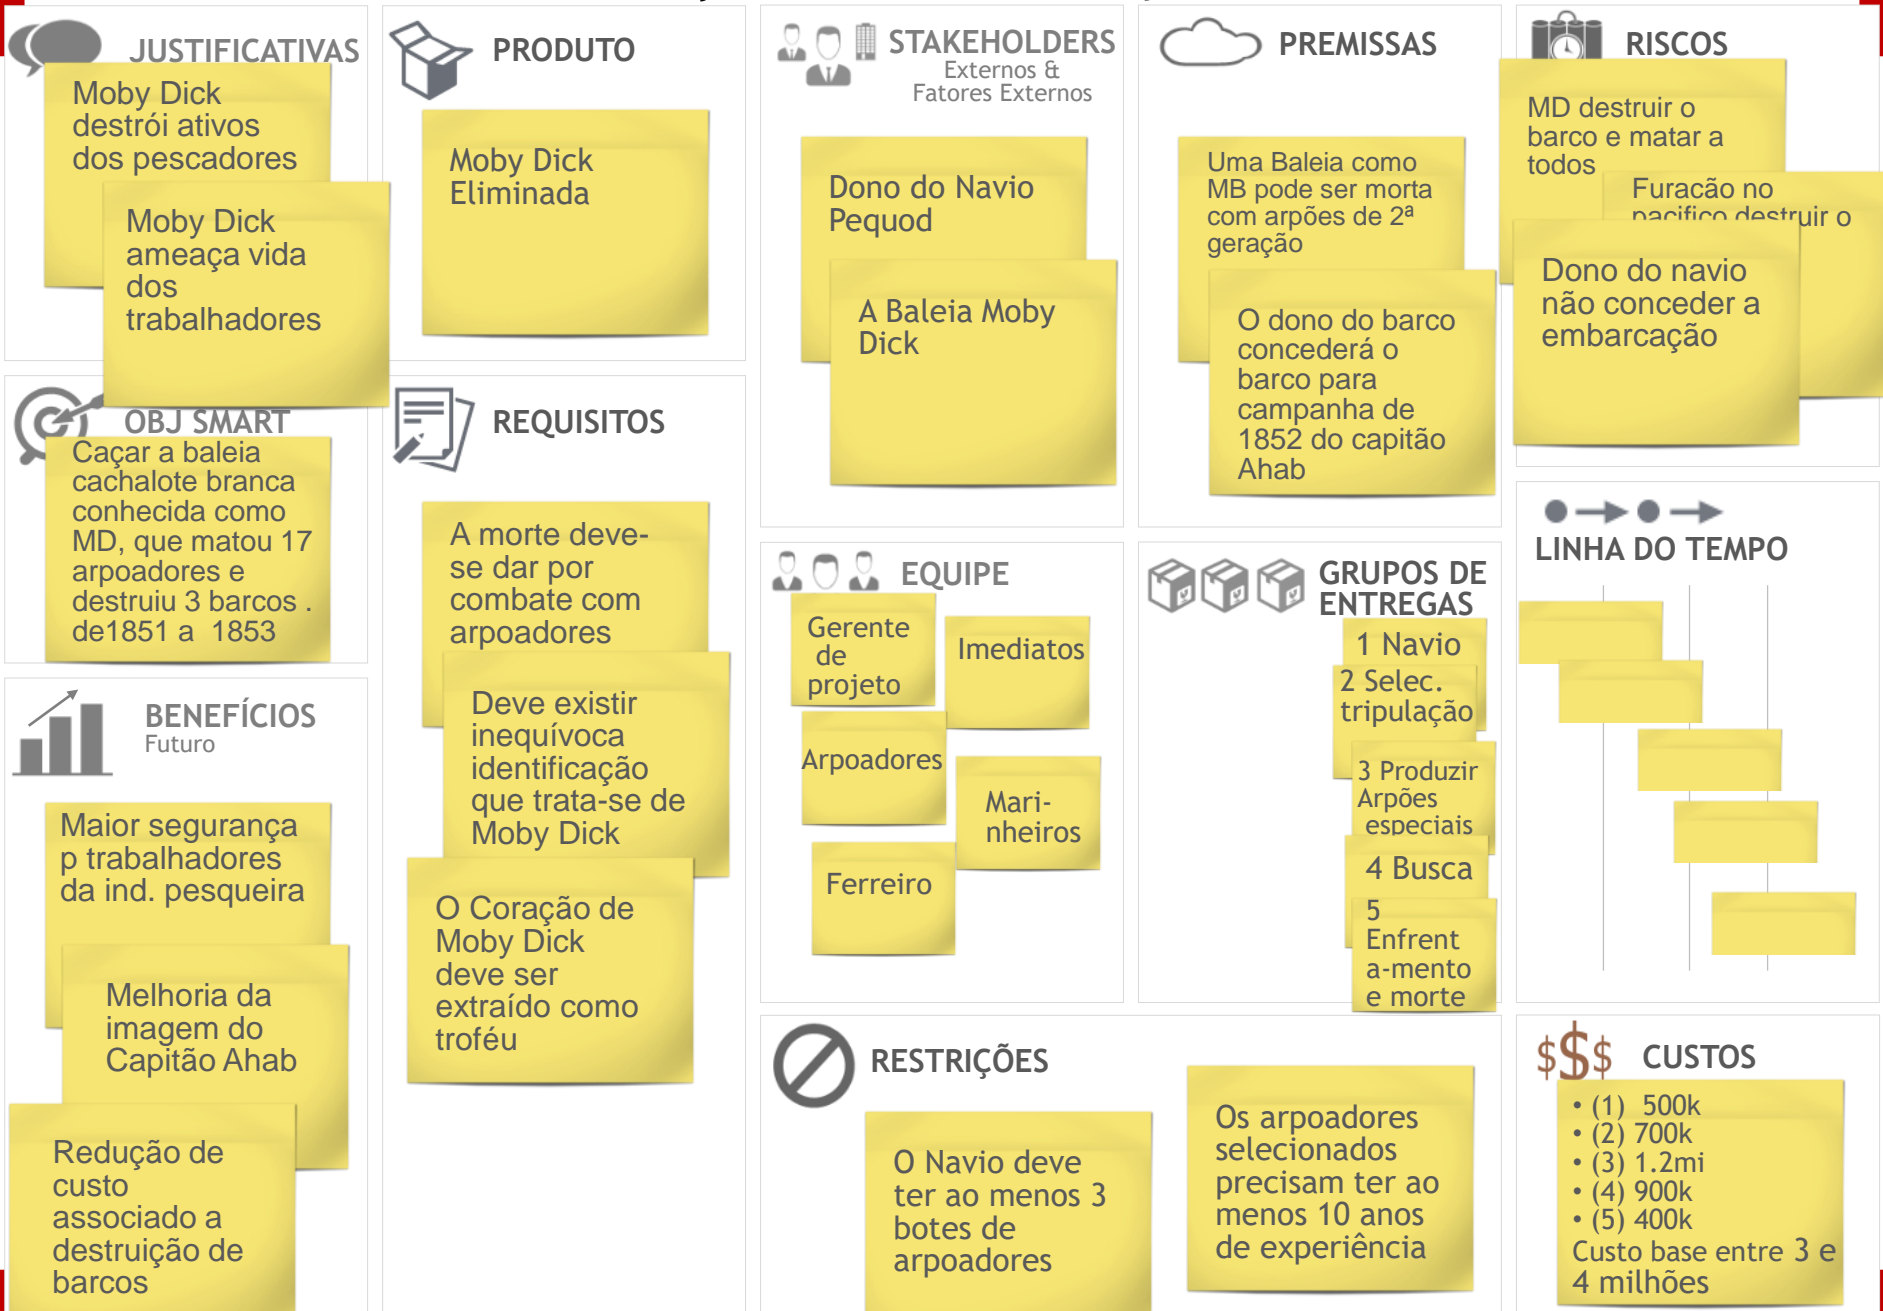 JUSTIFICATIVAS
Moby Dick
destrói ativos
dos pescadores
Moby Dick
ameaça vida
dos
trabalhadores
PRODUTO
Moby Dick
Eliminada
STAKEHOLDERS
Externos &
Fatores Externos
Dono do Navio
Pequod
A Baleia Moby
Dick
PREMISSAS
Uma Baleia como
MB pode ser morta
com arpões de 2ª
geração
O dono do barco
concederá o
barco para
campanha de
1852 do capitão
Ahab
RISCOS
MD destruir o
barco e matar a
todos
Furacão no
pacifico destruir o
Dono do navio
não conceder a
embarcação
OBJ SMART
Caçar a baleia
cachalote branca
conhecida como
MD, que matou 17
arpoadores e
destruiu 3 barcos .
de1851 a 1853
REQUISITOS
A morte deve-
se dar por
combate com
arpoadores
Deve existir
inequívoca
identificação
que trata-se de
Moby Dick
O Coração de
Moby Dick
deve ser
extraído como
troféu
EQUIPE
Gerente
de
projeto
Imediatos
Arpoadores
Mari-
nheiros
Ferreiro
GRUPOS DE
ENTREGAS
1 Navio
2 Selec.
tripulação
3 Produzir
Arpões
especiais
4 Busca
5
Enfrent
a-mento
e morte
LINHA DO TEMPO
BENEFÍCIOS
Futuro
Maior segurança
p trabalhadores
da ind. pesqueira
Melhoria da
imagem do
Capitão Ahab
Redução de
custo
associado a
destruição de
barcos
RESTRIÇÕES
O Navio deve
ter ao menos 3
botes de
arpoadores
Os arpoadores
selecionados
precisam ter ao
menos 10 anos
de experiência
$$$ CUSTOS
• (1) 500k
• (2) 700k
• (3) 1.2mi
• (4) 900k
• (5) 400k
Custo base entre 3 e
4 milhões